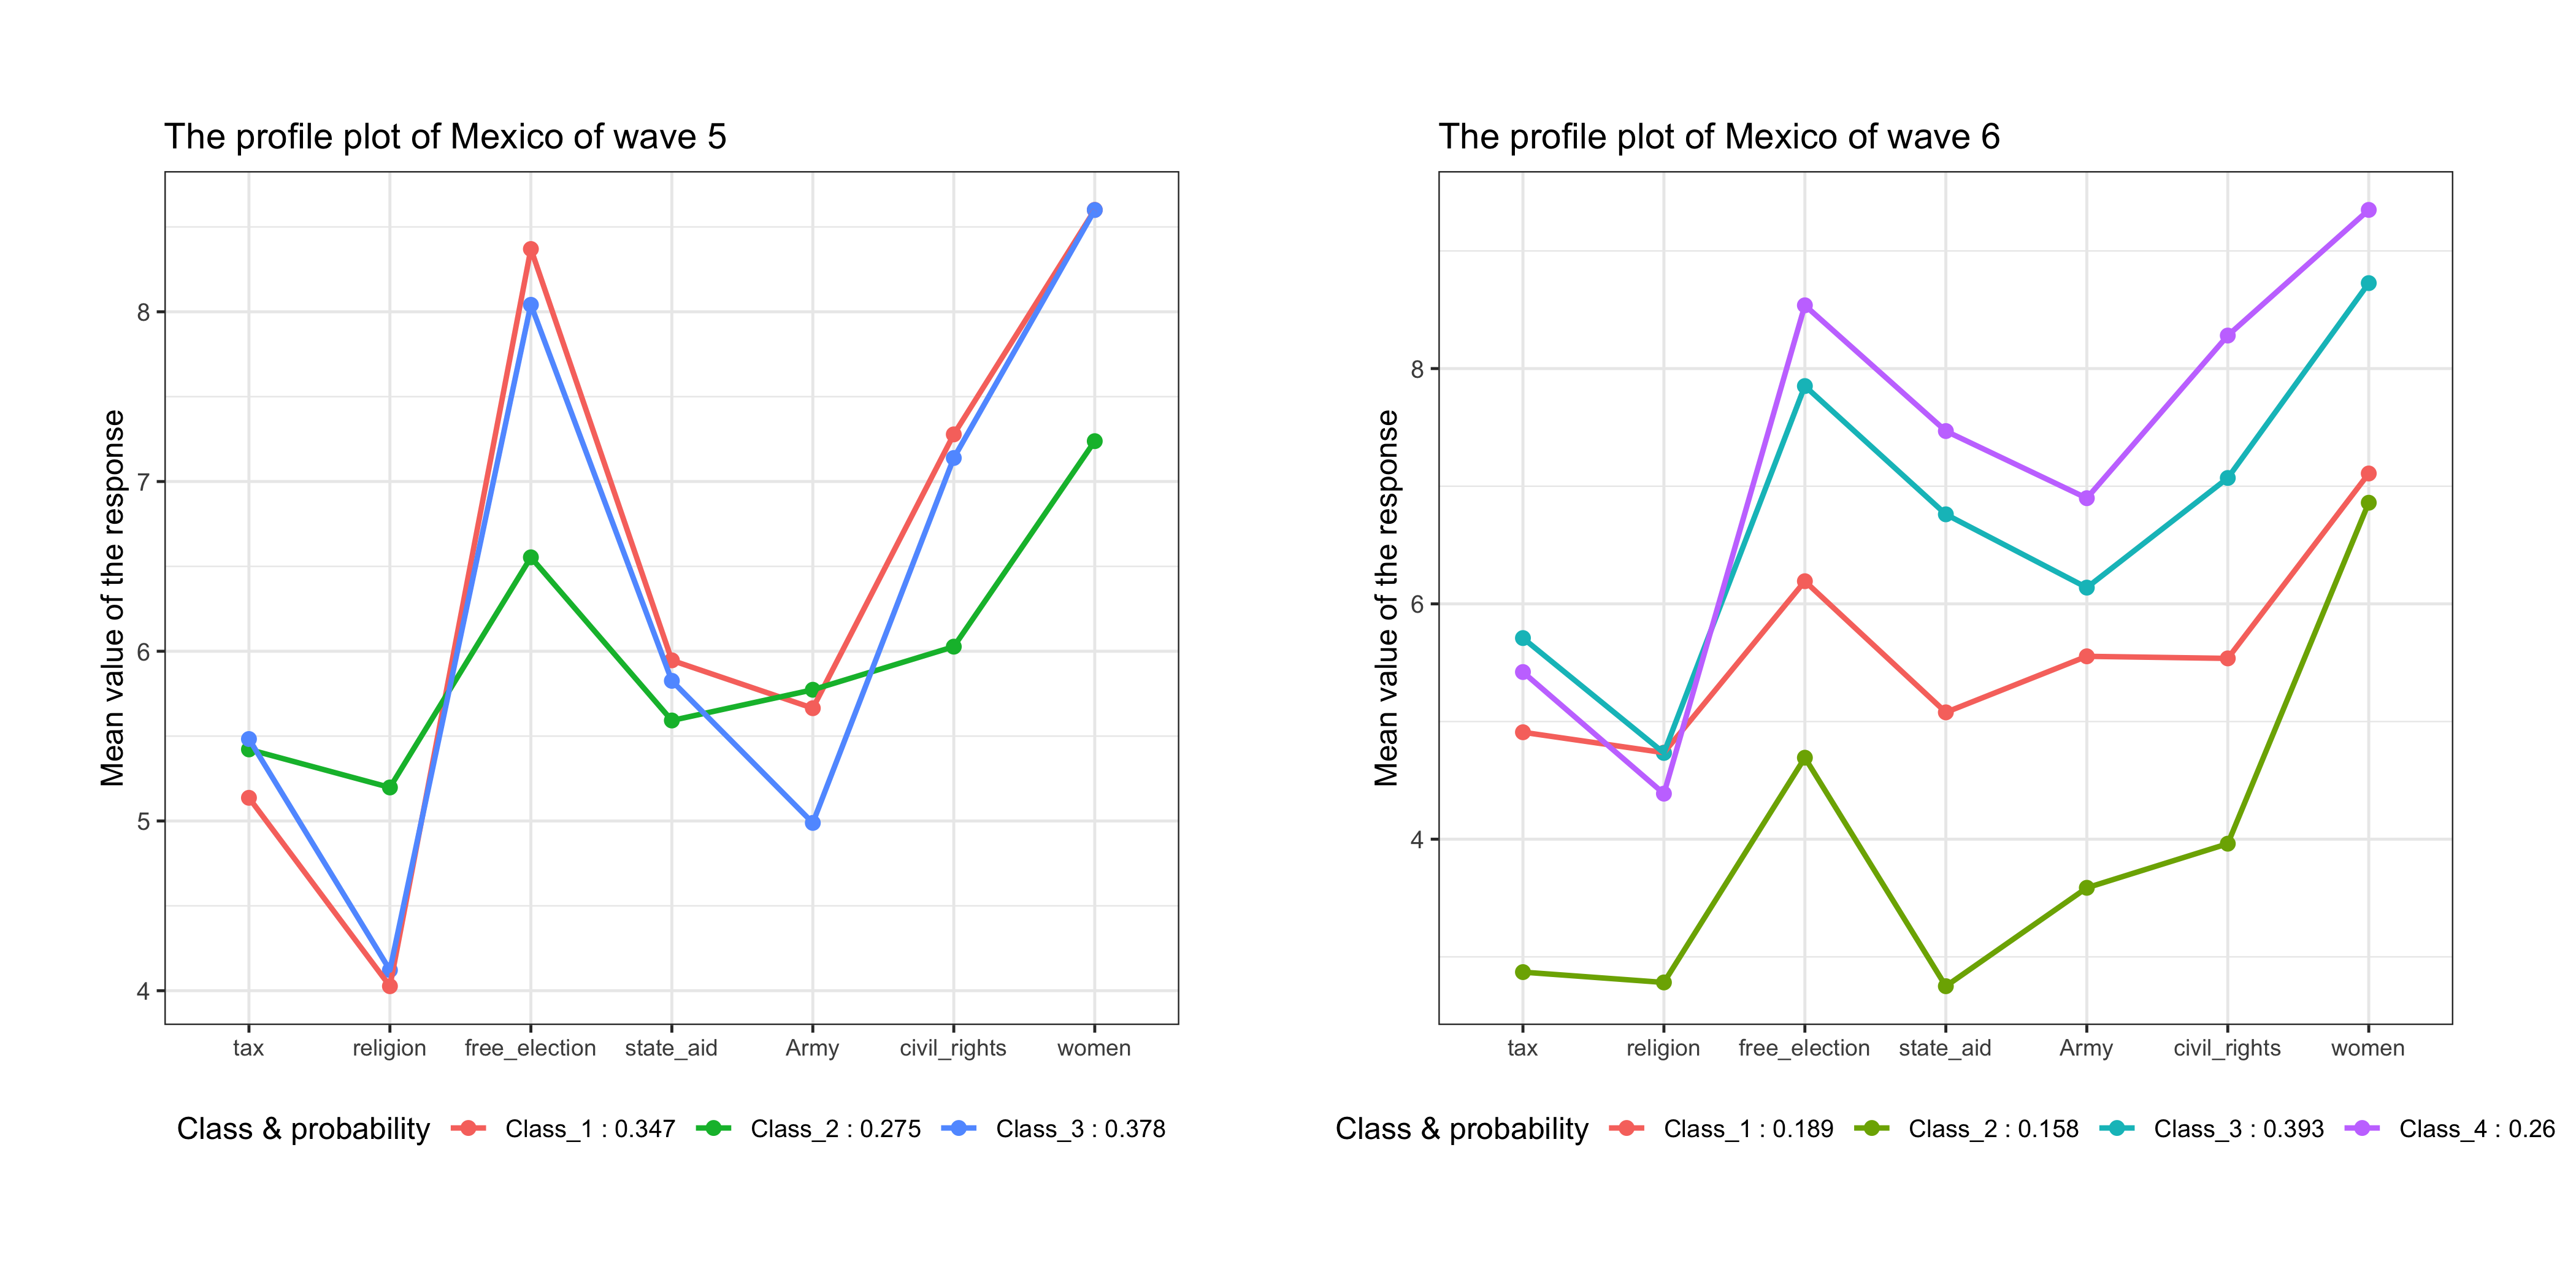 The profile plot of Mexico of wave 5
Mean value of the response
8
7
6
5
4
tax religion free_election state_aid Army civil_rights women
Class & probability Class_1 : 0.347 Class_2 : 0.275 Class_3 : 0.378
The profile plot of Mexico of wave 6
Mean value of the response
8
6
4
tax religion free_election state_aid Army civil_rights women
Class & probability Class_1 : 0.189 Class_2 : 0.158 Class_3 : 0.393 Class_4 : 0.26